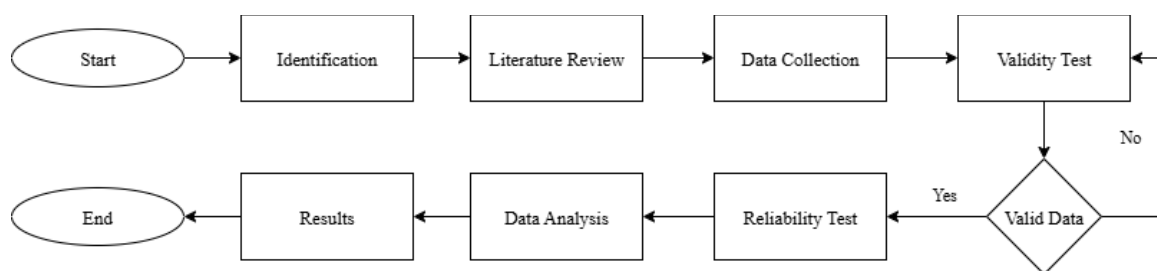 Start
Identification
Literature Review
Data Collection
Validity Test
No
Yes
End
Results
Data Analysis
Reliability Test
Valid Data